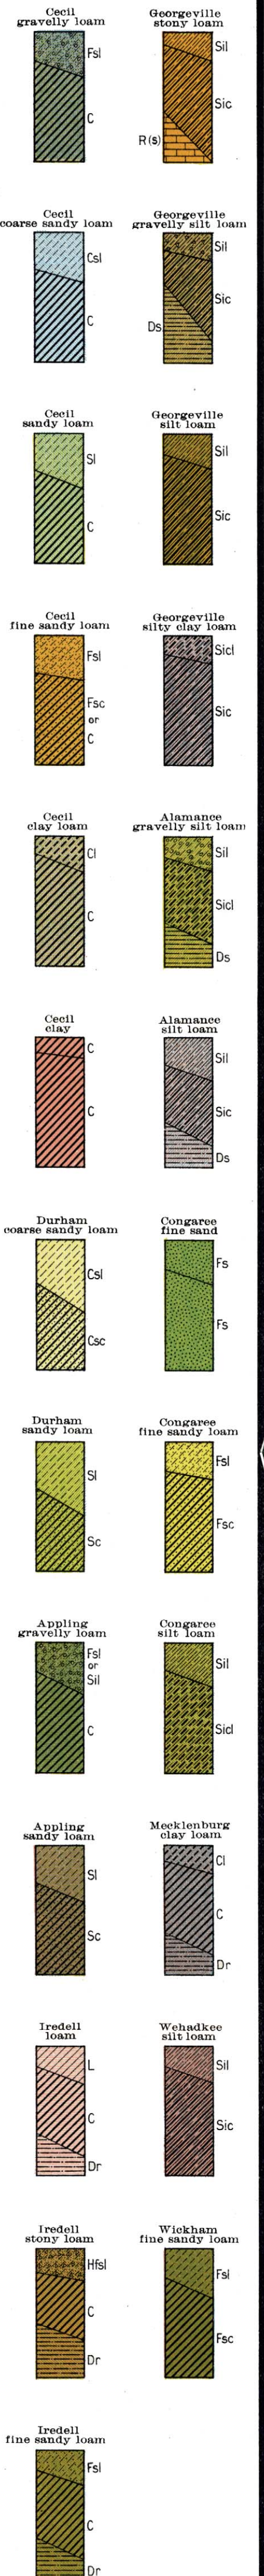 Cecil
gravelly loam
Fsl
C
Georgeville
stony loam
Sil
Sic
R(s)
Cecil
coarse sandy loam
Csl
C
Georgeville
gravelly silt loam
Sil
Sic
Ds
Cecil
sandy loam
Sl
C
Georgeville
silt loam
Sil
Sic
Cecil
fine sandy loam
Fsl
Fsc
or
C
Georgeville
silty clay loam
Sicl
Sic
Cecil
clay loam
Cl
C
Alamance
gravelly silt loam
Sil
Sicl
Ds
Cecil
clay
C
C
Alamance
silt loam
Sil
Sic
Ds
Durham
coarse sandy loam
Csl
Csc
Congaree
fine sand
Fs
Fs
Durham
sandy loam
Sl
Sc
Congaree
fine sandy loam
Fsl
Fsc
Appling
gravelly loam
Fsl
or
Sil
C
Congaree
silt loam
Sil
Sicl
Appling
sandy loam
Sl
Sc
Mecklenburg
clay loam
Cl
C
Dr
Iredell
loam
L
C
Dr
Wehadkee
silt loam
Sil
Sic
Iredell
stony loam
Hfsl
C
Dr
Wickham
fine sandy loam
Fsl
Fsc
Iredell
fine sandy loam
Fsl
C
Dr